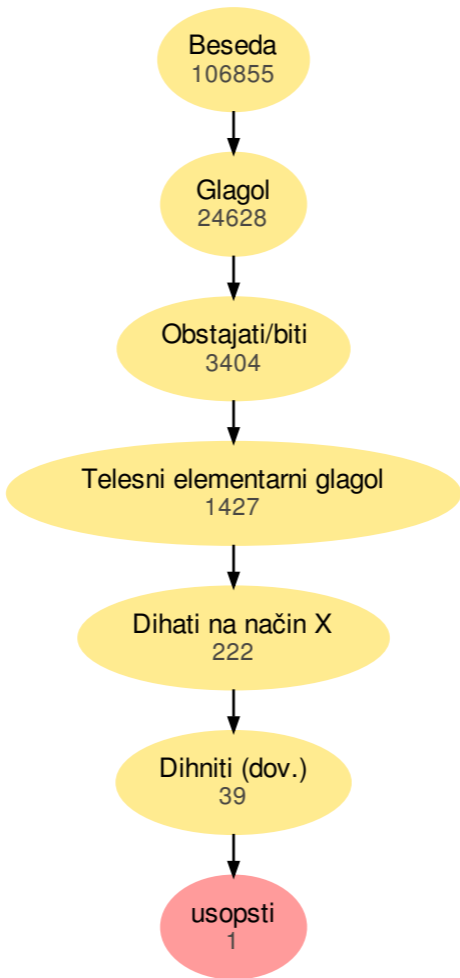 Beseda
106855
Glagol
24628
Obstajati/biti
3404
Telesni elementarni glagol
1427
Dihati na način X
222
Dihniti (dov.)
39
usopsti
1